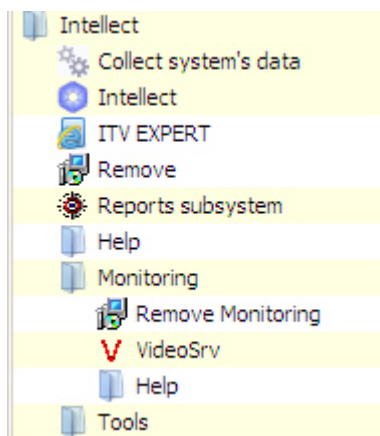 Intellect
Collect system's data
Intellect
ITV EXPERT
Remove
Reports subsystem
Help
Monitoring
Remove Monitoring
VideoSrv
Help
Tools